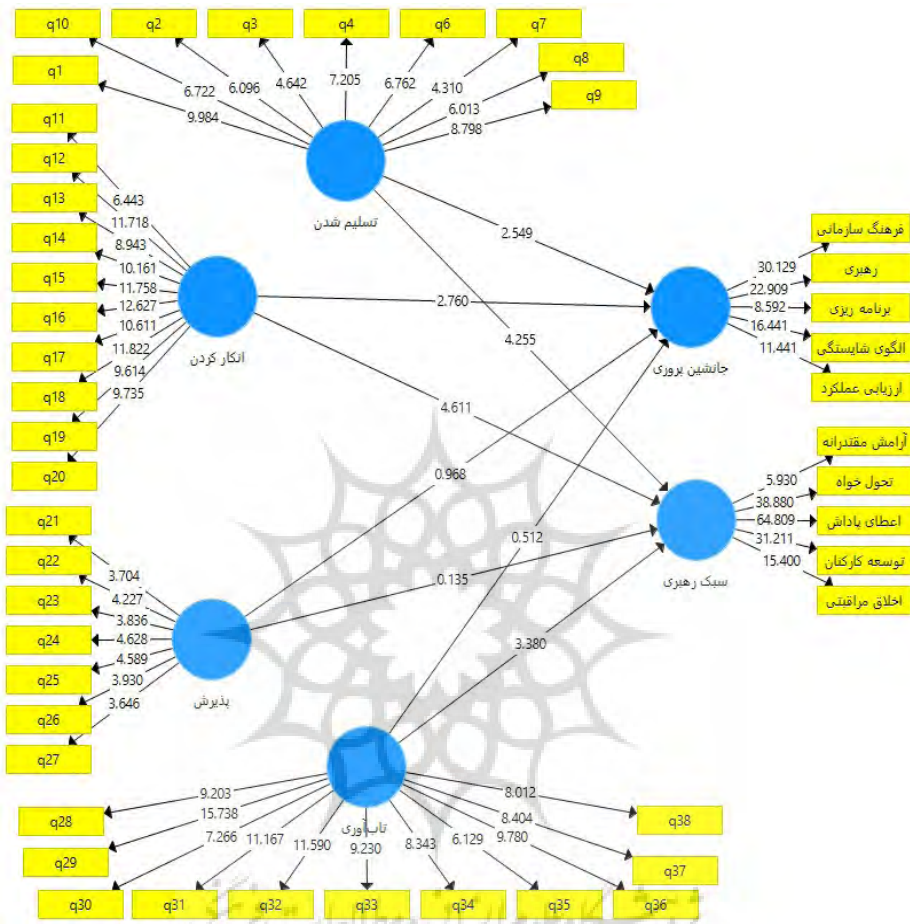 q10
q2
q3
q4
q6
q7
q8
q9
q1
6.722
6.096
4.642
7.205
6.762
4.310
6.013
8.798
9.984
تسلیم شدن
q11
q12
q13
q14
q15
q16
q17
q18
q19
q20
6.443
11.718
8.943
10.161
11.758
12.627
10.611
11.822
9.614
9.735
انکار کردن
2.549
2.760
4.255
4.611
0.968
0.512
0.135
3.380
جانشین پروری
30.129
22.909
8.592
16.441
11.441
فرهنگ سازمانی
رهبری
برنامه ریزی
الگوی شایستگی
ارزیابی عملکرد
سبک رهبری
5.930
38.880
64.809
31.211
15.400
آرامش مقتدرانه
تحول خواه
اعطای پاداش
توسعه کارکنان
اخلاق مراقبتی
q21
q22
q23
q24
q25
q26
q27
3.704
4.227
3.836
4.628
4.589
3.930
3.646
پذیرش
تاب‌آوری
9.203
15.738
7.266
11.167
11.590
9.230
8.343
6.129
9.780
8.404
8.012
q28
q29
q30
q31
q32
q33
q34
q35
q36
q37
q38